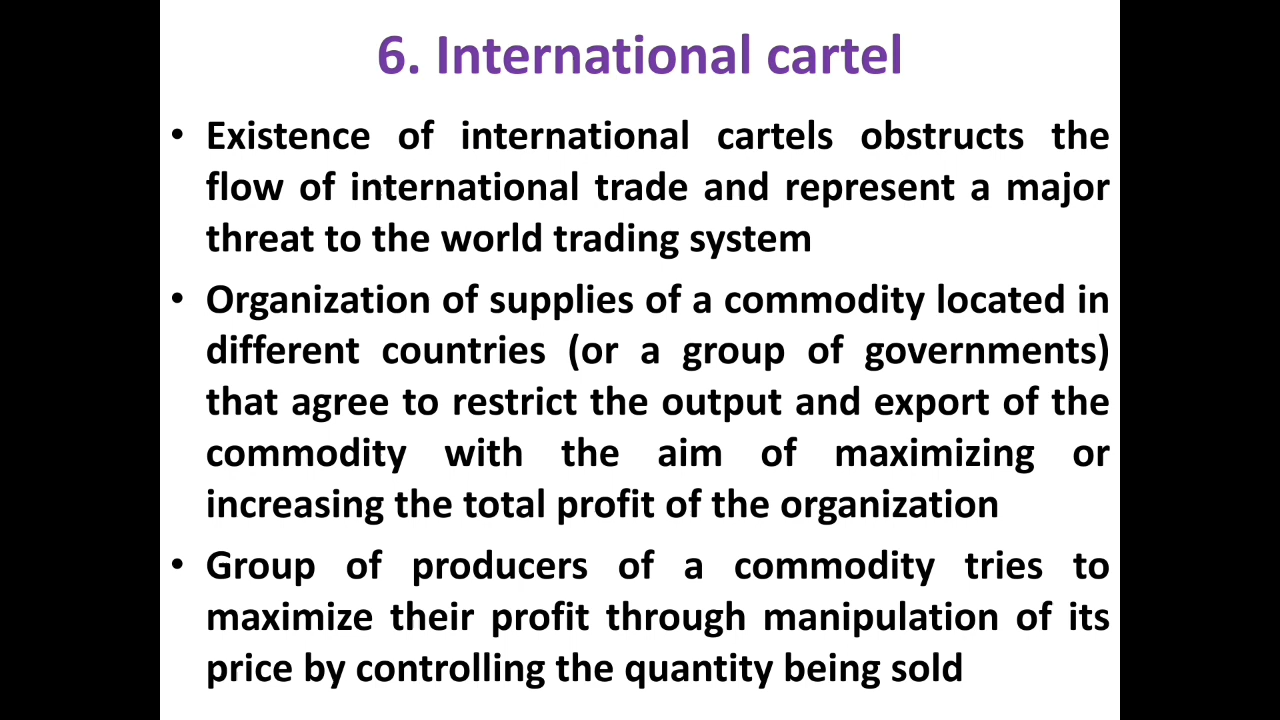 6. International cartel
• Existence of international cartels obstructs the
flow of international trade and represent a major
threat to the world trading system
• Organization of supplies of a commodity located in
different countries (or a group of governments)
that agree to restrict the output and export of the
commodity with the aim of maximizing or
increasing the total profit of the organization
• Group of producers of a commodity tries to
maximize their profit through manipulation of its
price by controlling the quantity being sold